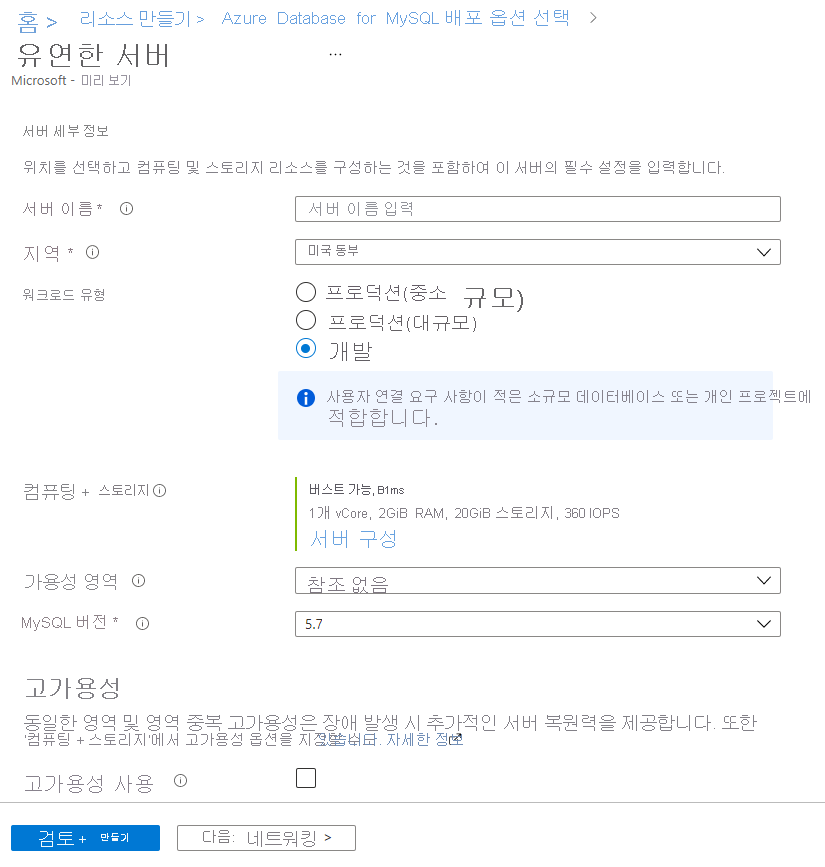 홈 > 리소스 만들기 > Azure Database for MySQL 배포 옵션 선택 >
유연한 서버 ...
Microsoft - 미리 보기
서버 세부 정보
위치를 선택하고 컴퓨팅 및 스토리지 리소스를 구성하는 것을 포함하여 이 서버의 필수 설정을 입력합니다.
서버 이름 * 서버 이름 입력
지역 * 미국 동부
워크로드 유형 프로덕션(중소 규모)
프로덕션(대규모)
개발
사용자 연결 요구 사항이 적은 소규모 데이터베이스 또는 개인 프로젝트에
적합합니다.
컴퓨팅 + 스토리지 버스트 가능, B1ms
1개 vCore, 2GiB RAM, 20GiB 스토리지, 360 IOPS
서버 구성
가용성 영역 참조 없음
MySQL 버전 * 5.7
고가용성
동일한 영역 및 영역 중복 고가용성은 장애 발생 시 추가적인 서버 복원력을 제공합니다. 또한
'컴퓨팅 + 스토리지'에서 고가용성 옵션을 자세한 정보
고가용성 사용
검토 + 만들기 다음: 네트워킹 >